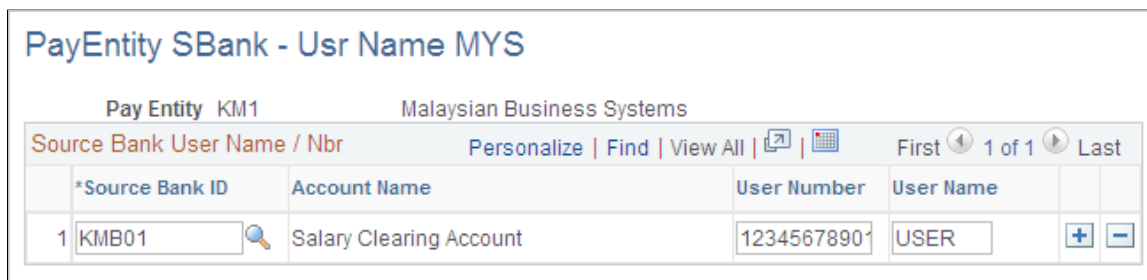 PayEntity SBank - Usr Name MYS
Pay Entity KM1 Malaysian Business Systems
Source Bank User Name / Nbr Personalize | Find | View All | | First 1 of 1 Last
*Source Bank ID Account Name User Number User Name
1 KMB01 Salary Clearing Account 12345678901 USER